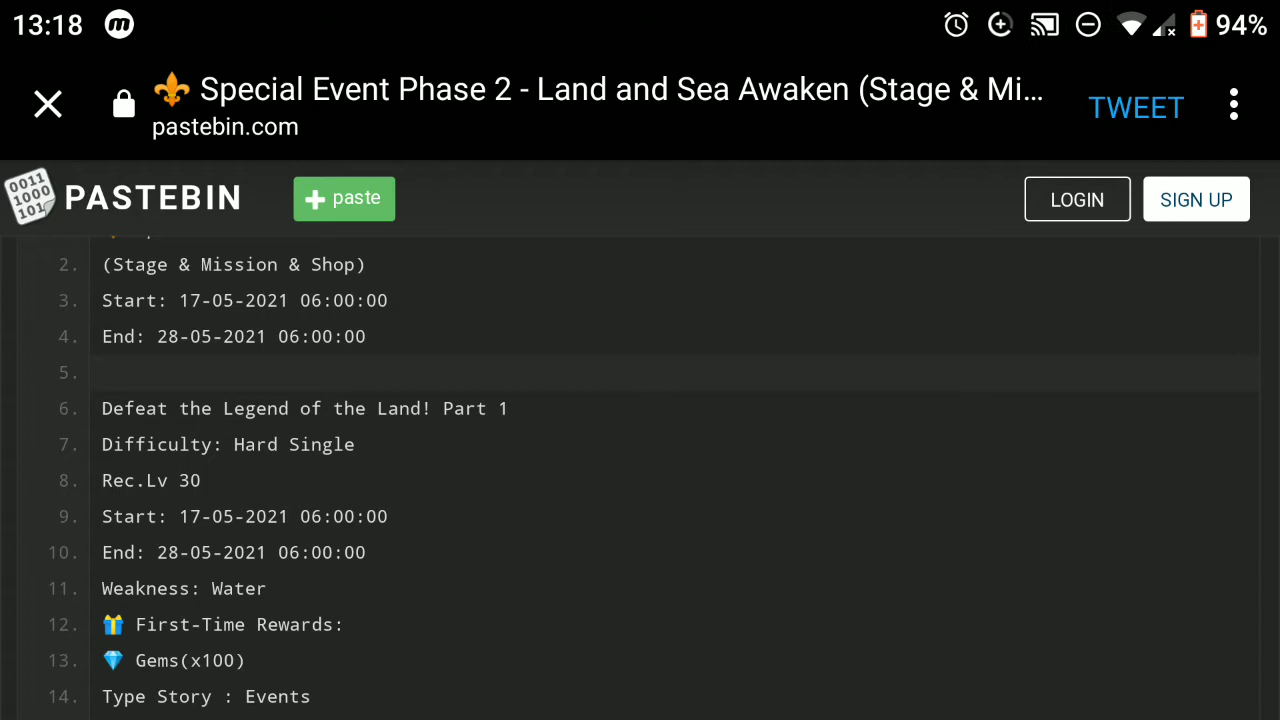 13:18 m 94%
⚜ Special Event Phase 2 - Land and Sea Awaken (Stage & Mi...
pastebin.com
TWEET
0011
1000
101
PASTEBIN
+ paste
LOGIN
SIGN UP
2. (Stage & Mission & Shop)
3. Start: 17-05-2021 06:00:00
4. End: 28-05-2021 06:00:00
5.
6. Defeat the Legend of the Land! Part 1
7. Difficulty: Hard Single
8. Rec.Lv 30
9. Start: 17-05-2021 06:00:00
10. End: 28-05-2021 06:00:00
11. Weakness: Water
12. 🎁 First-Time Rewards:
13. 💎 Gems(x100)
14. Type Story : Events